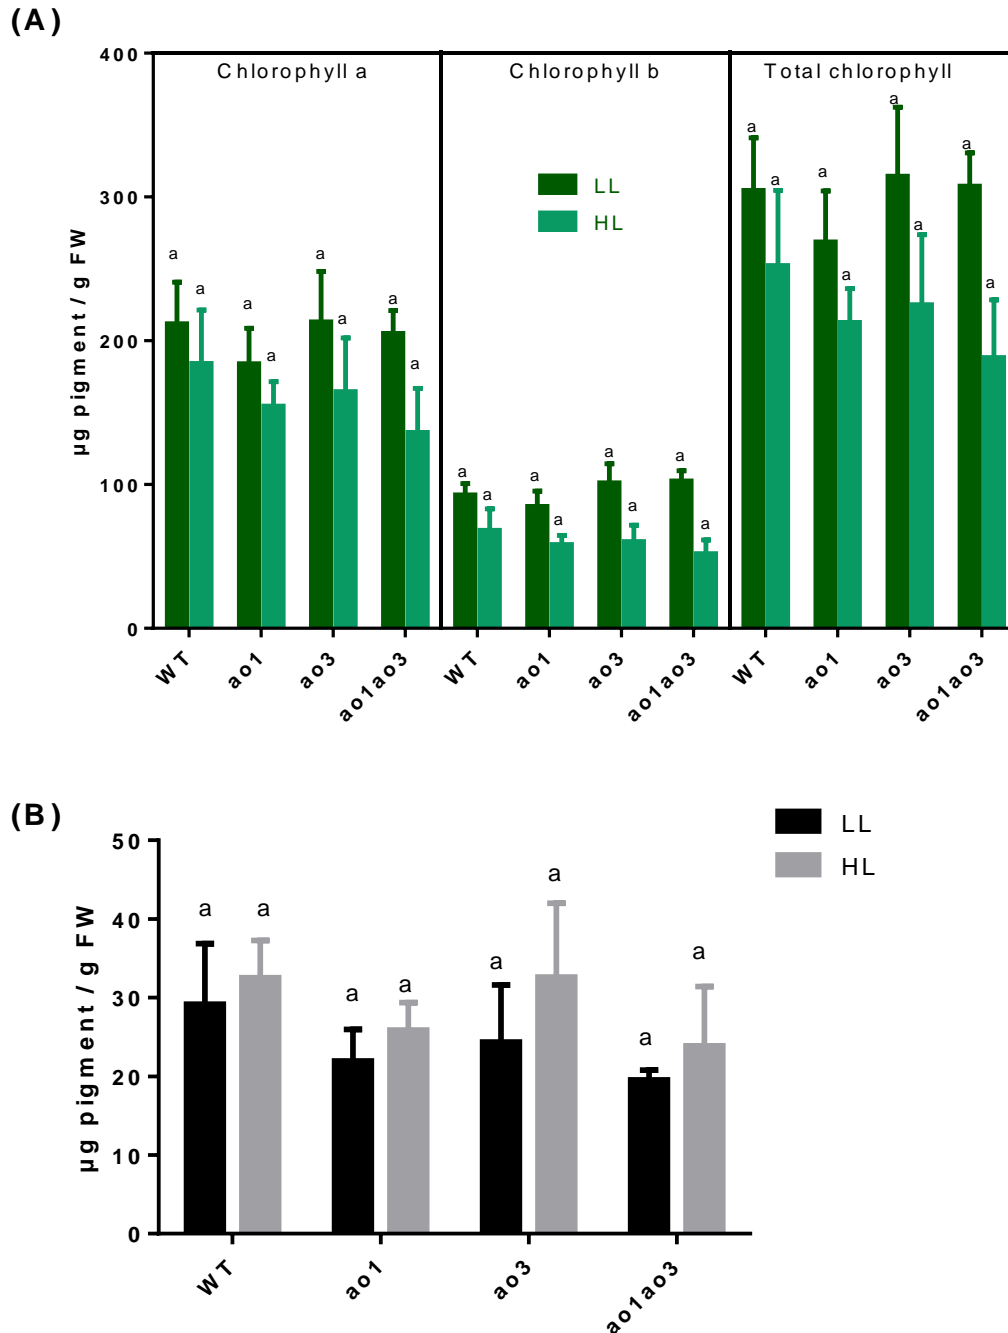 (A)
400
300
200
100
0
µg pigment / g FW
Chlorophyll a
Chlorophyll b
Total chlorophyll
LL
HL
a a a a a a a a
a a a a a a a a
a a a a a a a a
WT ao1 ao3 ao1ao3 WT ao1 ao3 ao1ao3 WT ao1 ao3 ao1ao3
(B)
50
40
30
20
10
0
µg pigment / g FW
LL
HL
a a a a a a a a
WT ao1 ao3 ao1ao3